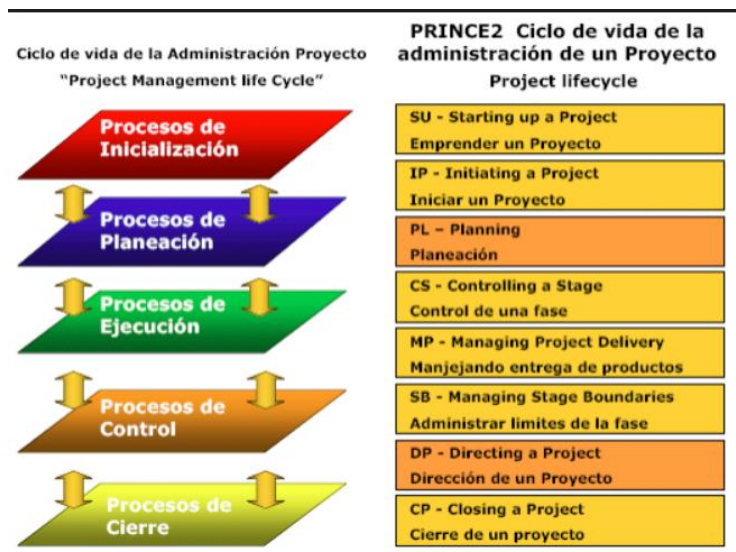 Ciclo de vida de la Administración Proyecto
"Project Management life Cycle"
Procesos de
Inicialización
Procesos de
Planeación
Procesos de
Ejecución
Procesos de
Control
Procesos de
Cierre
PRINCE2 Ciclo de vida de la
administración de un Proyecto
Project lifecycle
SU - Starting up a Project
Emprender un Proyecto
IP - Initiating a Project
Iniciar un Proyecto
PL – Planning
Planeación
CS - Controlling a Stage
Control de una fase
MP - Managing Project Delivery
Manjejando entrega de productos
SB - Managing Stage Boundaries
Administrar limites de la fase
DP - Directing a Project
Dirección de un Proyecto
CP - Closing a Project
Cierre de un proyecto